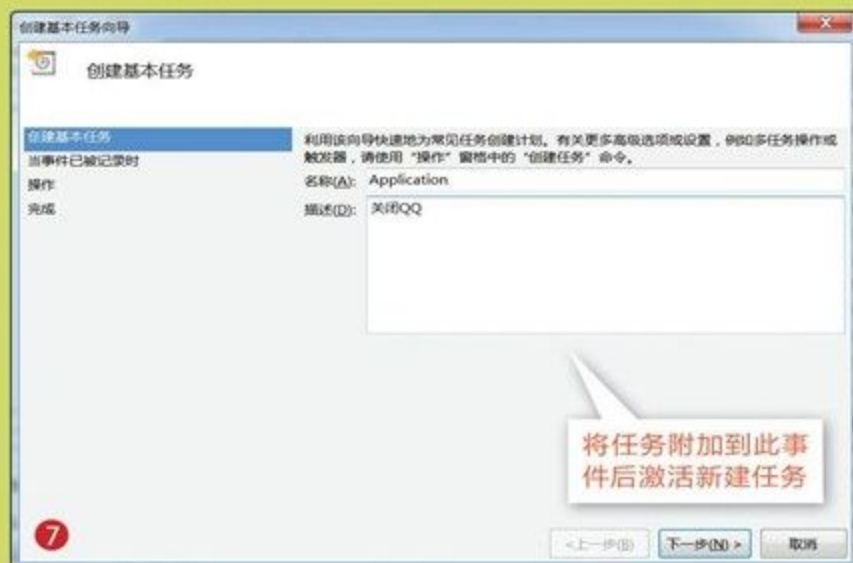 创建基本任务向导
创建基本任务
创建基本任务
当事件已被记录时
操作
完成
利用该向导快速地为常见任务创建计划。有关更多高级选项或设置，例如多任务操作或
触发器，请使用“操作”窗格中的“创建任务”命令。
名称(A): Application
描述(D): 关闭QQ
将任务附加到此事
件后激活新建任务
7
<上一步(B)
下一步(N) >
取消